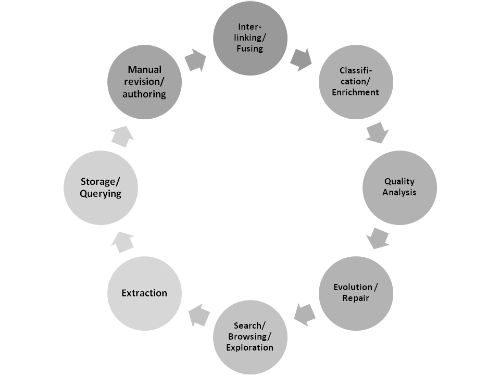 Inter-
linking/
Fusing
Classifi-
cation/
Enrichment
Quality
Analysis
Evolution /
Repair
Search/
Browsing/
Exploration
Extraction
Storage/
Querying
Manual
revision/
authoring